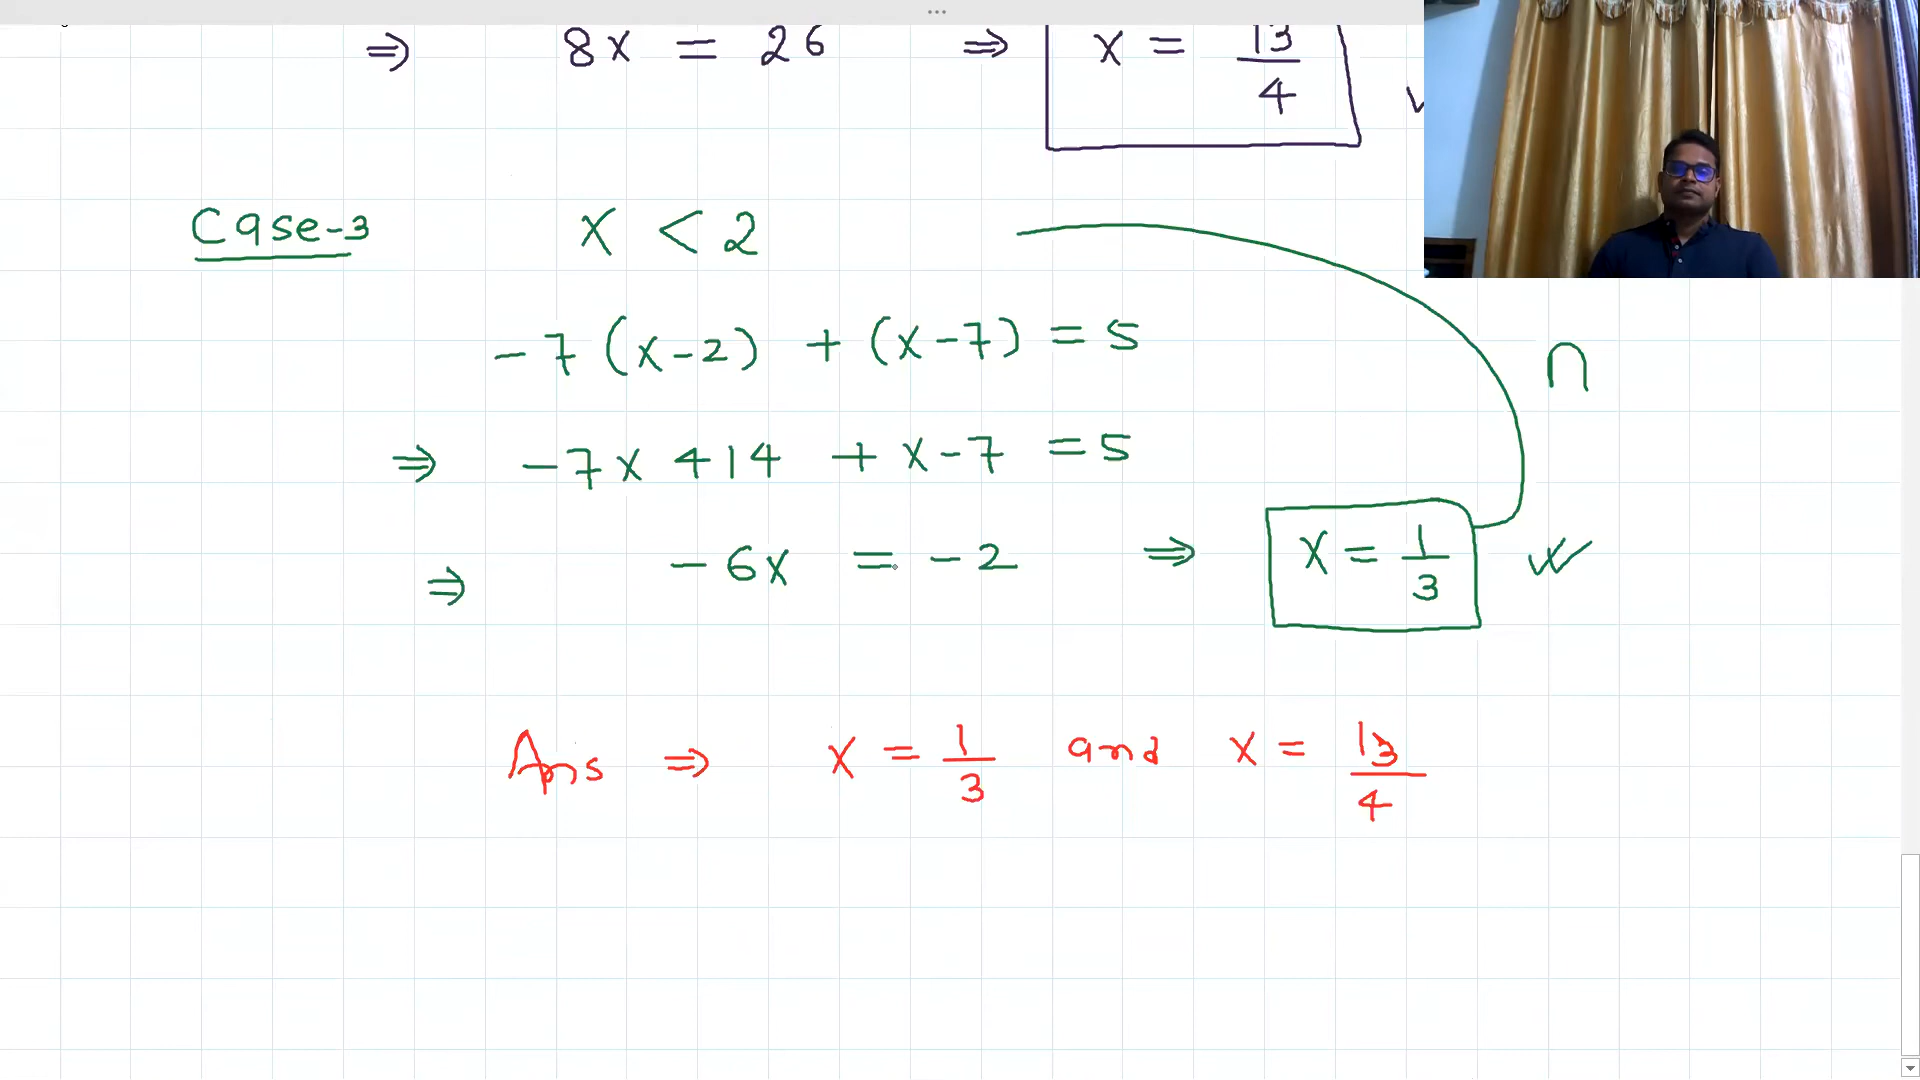 ⇒ 8x = 26 ⇒ x = 13/4
Case-3 x < 2
-7(x-2) + (x-7) = 5
⇒ -7x+14 + x-7 = 5
⇒ -6x = -2 ⇒ x = 1/3
Ans ⇒ x = 1/3 and x = 13/4